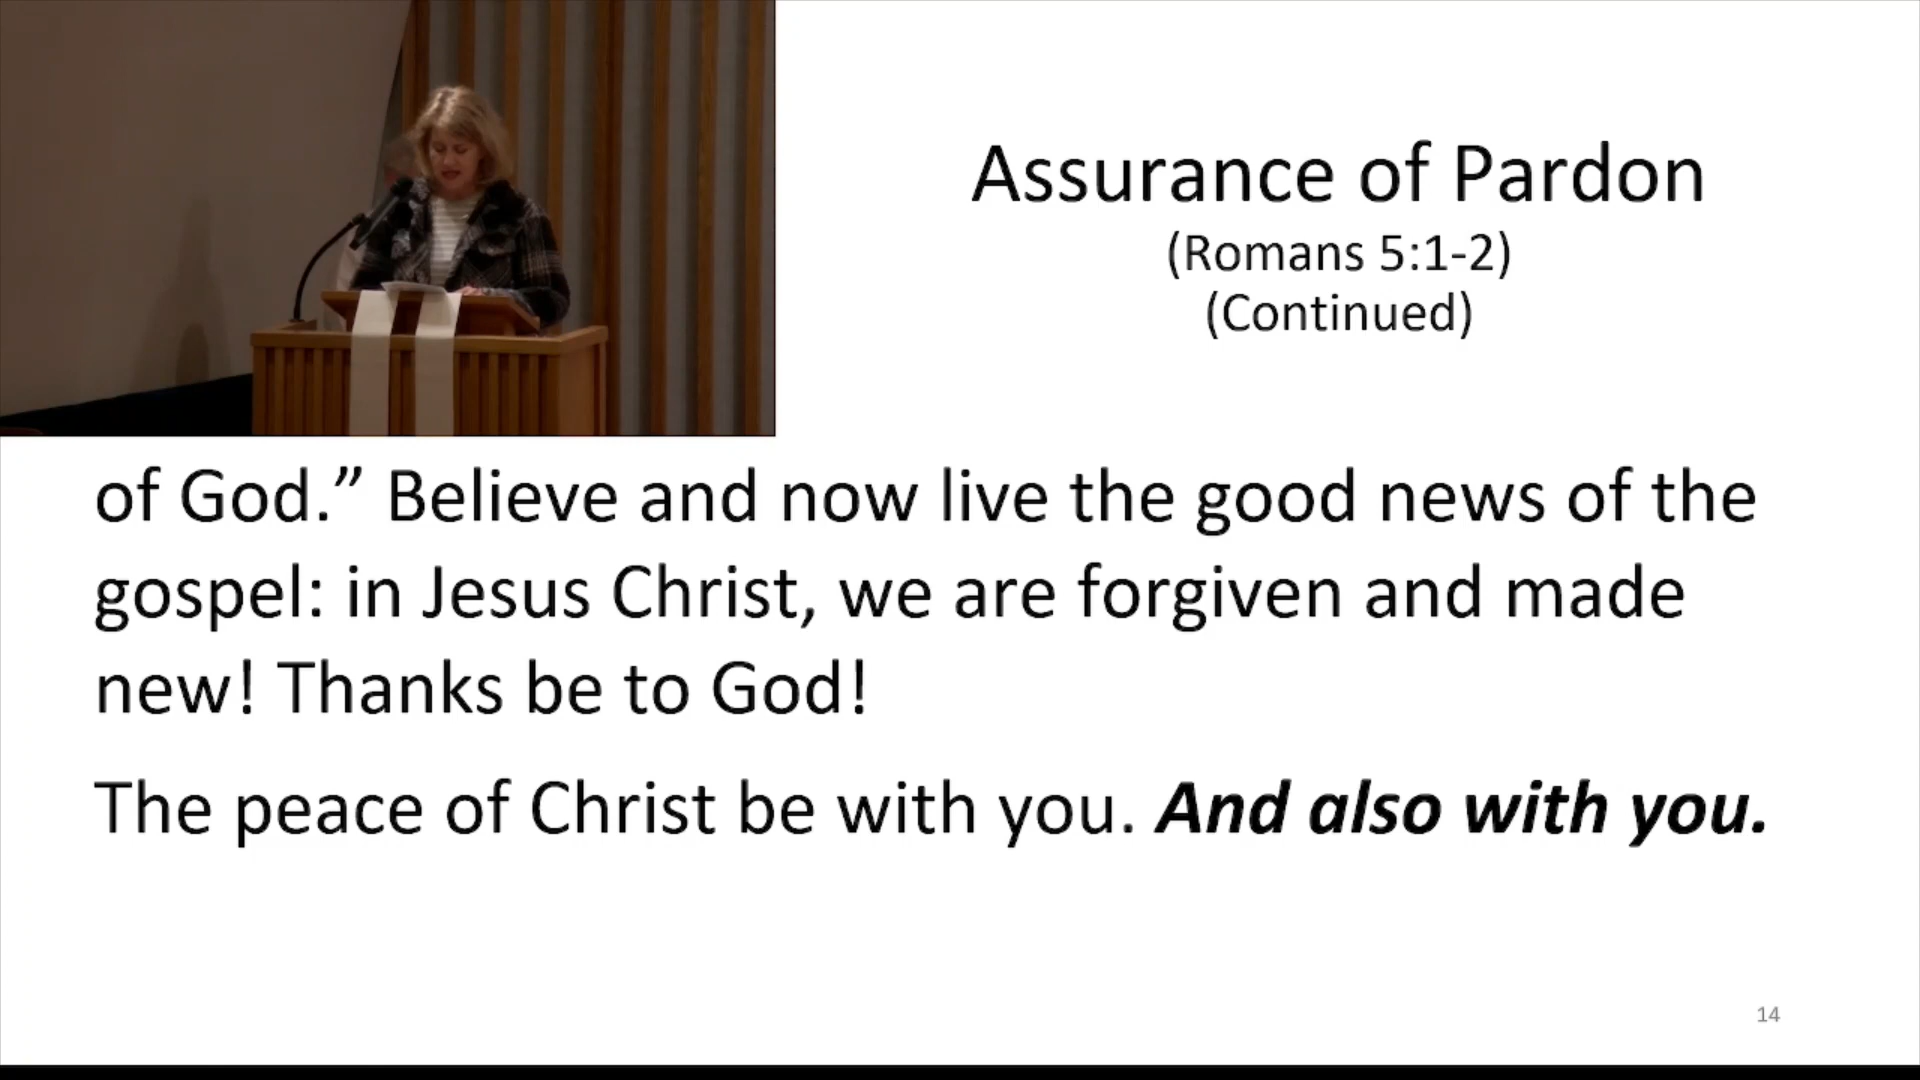 Assurance of Pardon
(Romans 5:1-2)
(Continued)
of God.” Believe and now live the good news of the
gospel: in Jesus Christ, we are forgiven and made
new! Thanks be to God!
The peace of Christ be with you. And also with you.
14